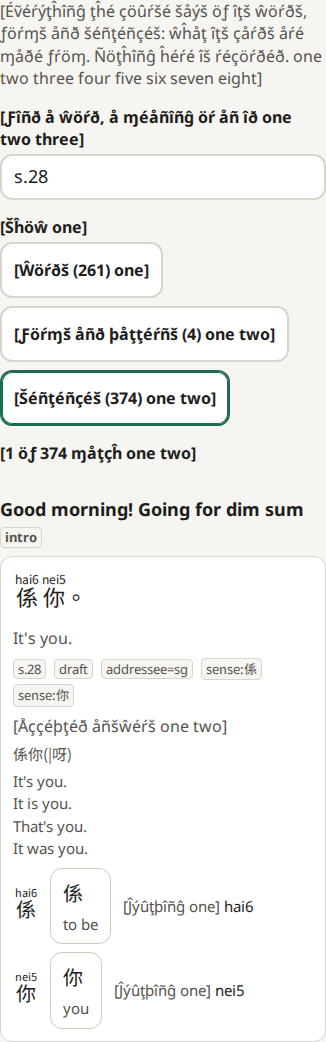 [Éṽéŕýţĥîñĝ ţĥé çöûŕšé šåýš öƒ îţš ŵöŕðš,
ƒöŕɱš åñð šéñţéñçéš: ŵĥåţ îţš çåŕðš åŕé
ɱåðé ƒŕöɱ. Ñöţĥîñĝ ĥéŕé îš ŕéçöŕðéð. one
two three four five six seven eight]
[Ƒîñð å ŵöŕð, å ɱéåñîñĝ öŕ åñ îð one
two three]
s.28
[Šĥöŵ one]
[Ŵöŕðš (261) one]
[Ƒöŕɱš åñð þåţţéŕñš (4) one two]
[Šéñţéñçéš (374) one two]
[1 öƒ 374 ɱåţçĥ one two]
Good morning! Going for dim sum
intro
hai6 nei5
係 你。
It's you.
s.28 draft addressee=sg sense:係
sense:你
[Åççéþţéð åñšŵéŕš one two]
係你(|呀)
It's you.
It is you.
That's you.
It was you.
hai6
係 係 [Ĵýûţþîñĝ one] hai6
to be
nei5
你 你 [Ĵýûţþîñĝ one] nei5
you